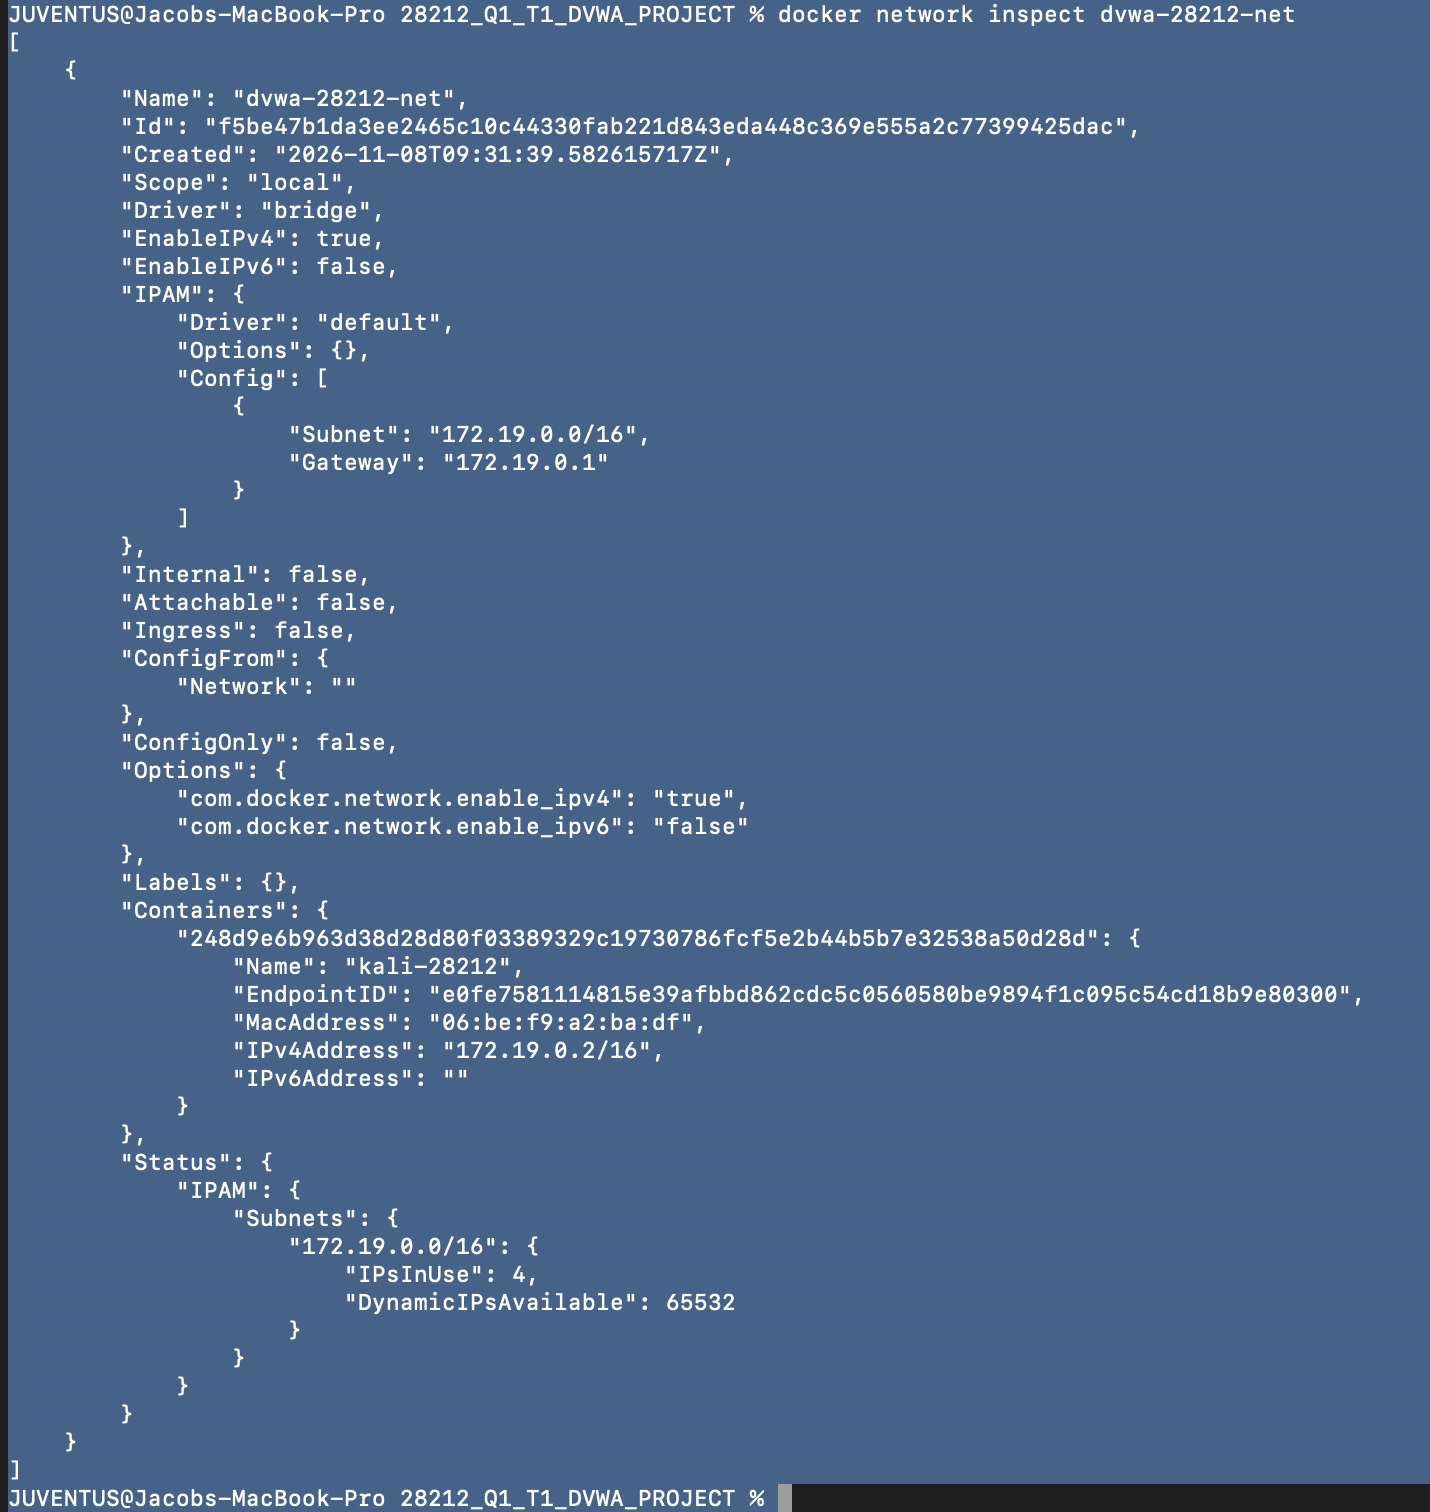 JUVENTUS@Jacobs-MacBook-Pro 28212_Q1_T1_DVWA_PROJECT % docker network inspect dvwa-28212-net
[
    {
        "Name": "dvwa-28212-net",
        "Id": "f5be47b1da3ee2465c10c44330fab221d843eda448c369e555a2c77399425dac",
        "Created": "2026-11-08T09:31:39.582615717Z",
        "Scope": "local",
        "Driver": "bridge",
        "EnableIPv4": true,
        "EnableIPv6": false,
        "IPAM": {
            "Driver": "default",
            "Options": {},
            "Config": [
                {
                    "Subnet": "172.19.0.0/16",
                    "Gateway": "172.19.0.1"
                }
            ]
        },
        "Internal": false,
        "Attachable": false,
        "Ingress": false,
        "ConfigFrom": {
            "Network": ""
        },
        "ConfigOnly": false,
        "Options": {
            "com.docker.network.enable_ipv4": "true",
            "com.docker.network.enable_ipv6": "false"
        },
        "Labels": {},
        "Containers": {
            "248d9e6b963d38d28d80f03389329c19730786fcf5e2b44b5b7e32538a50d28d": {
                "Name": "kali-28212",
                "EndpointID": "e0fe7581114815e39afbbd862cdc5c0560580be9894f1c095c54cd18b9e80300",
                "MacAddress": "06:be:f9:a2:ba:df",
                "IPv4Address": "172.19.0.2/16",
                "IPv6Address": ""
            }
        },
        "Status": {
            "IPAM": {
                "Subnets": {
                    "172.19.0.0/16": {
                        "IPsInUse": 4,
                        "DynamicIPsAvailable": 65532
                    }
                }
            }
        }
    }
]
JUVENTUS@Jacobs-MacBook-Pro 28212_Q1_T1_DVWA_PROJECT %